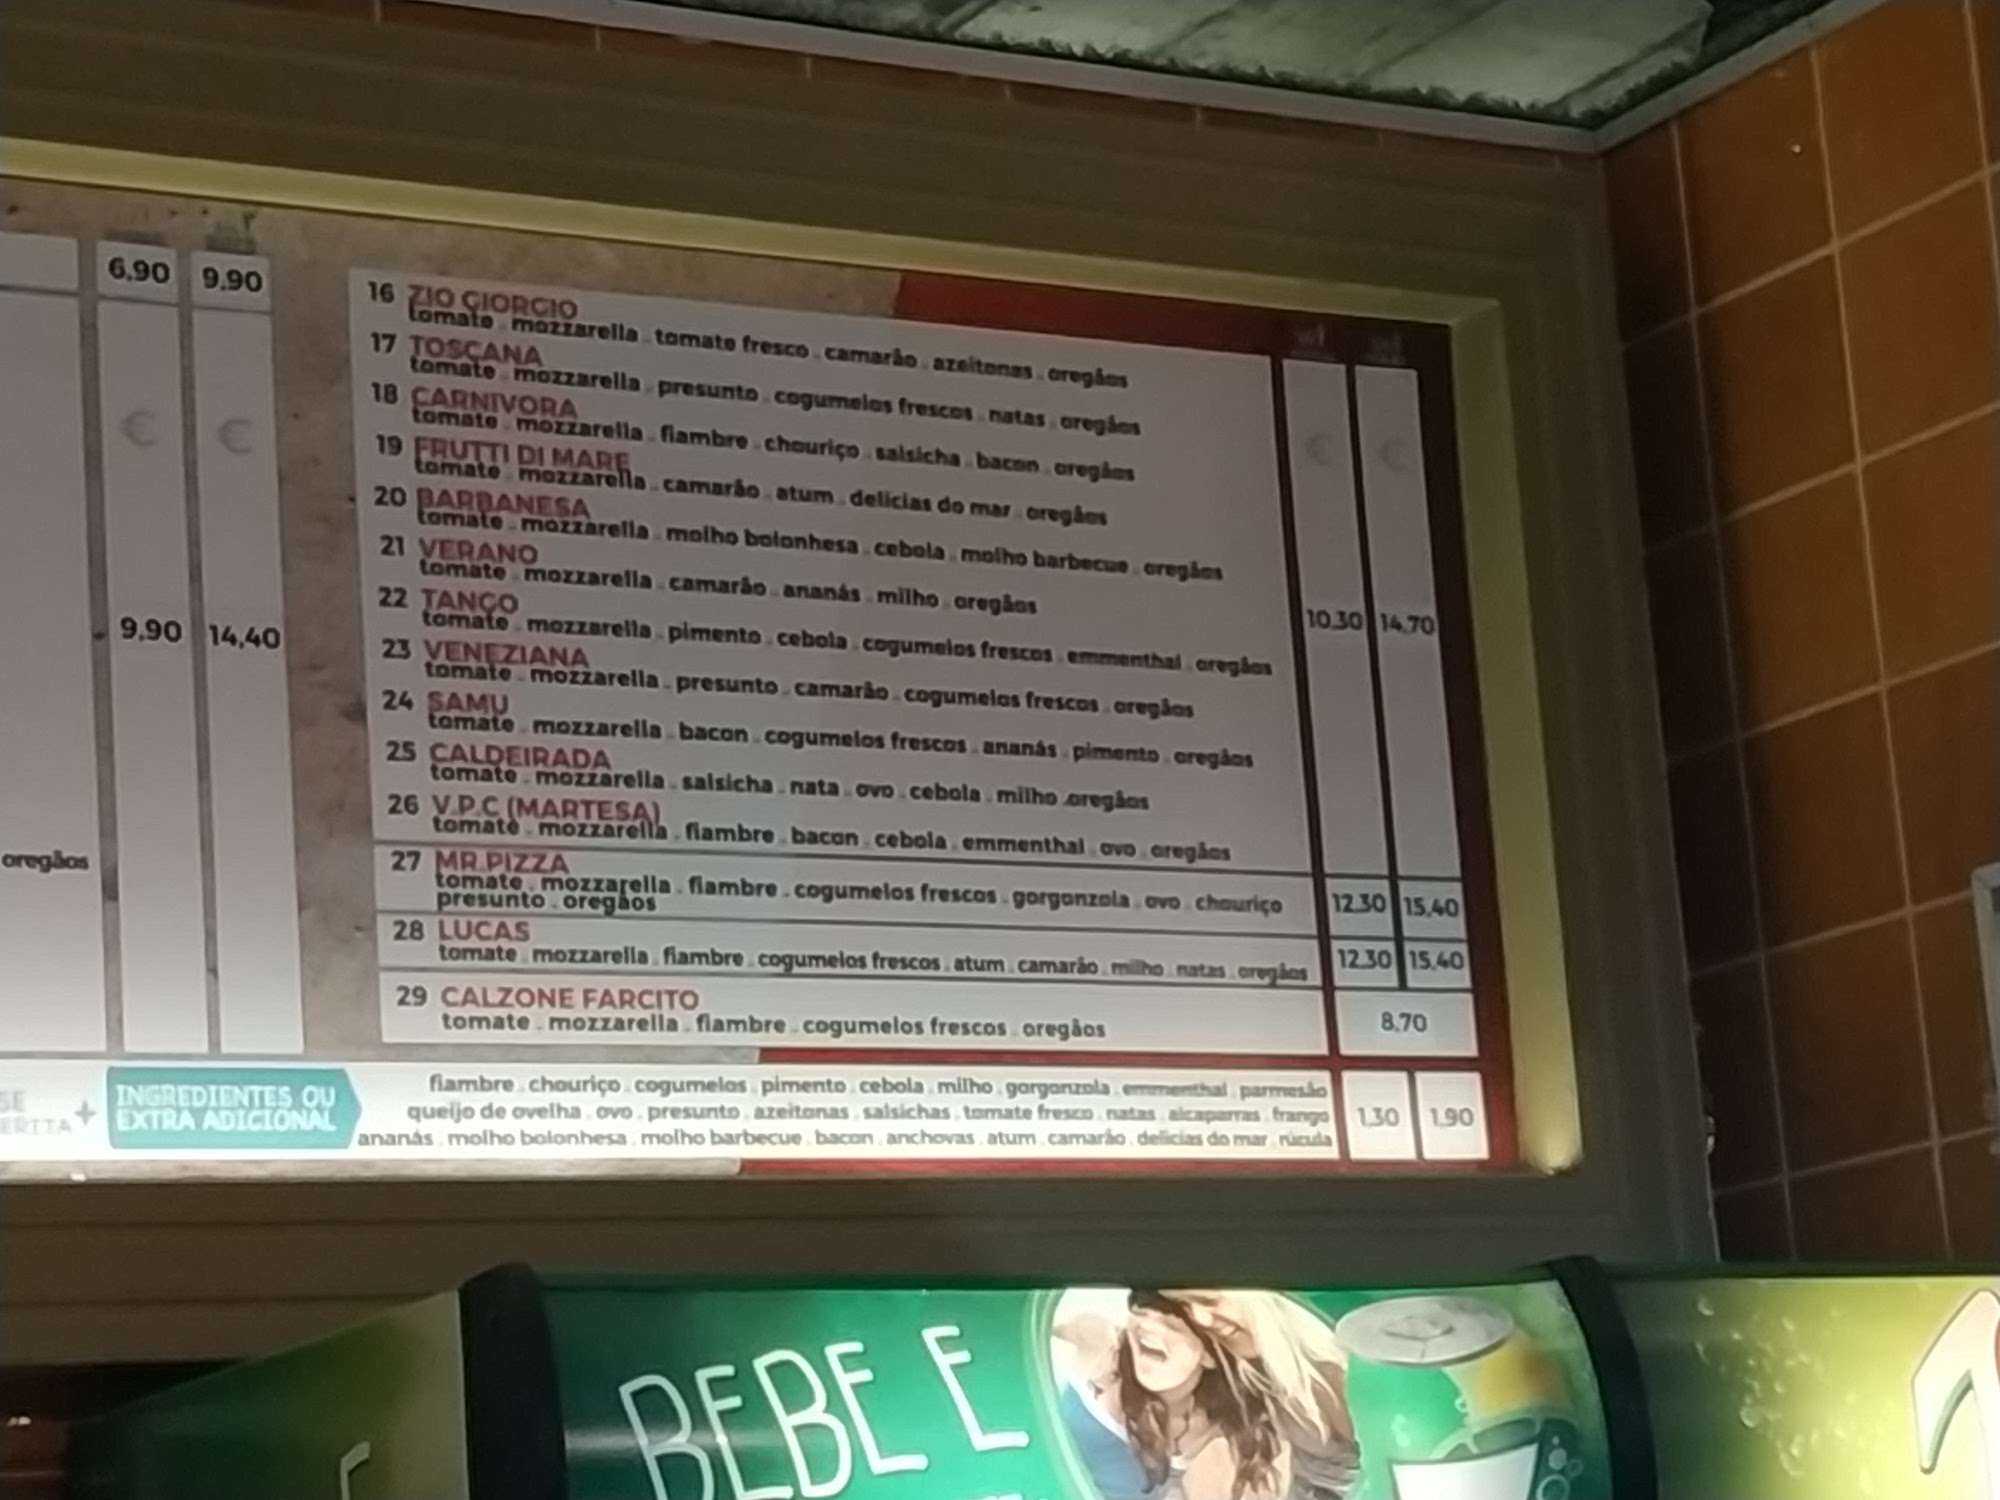 6,90 9,90
€ €
9,90 14,40
oregãos
16 ZIO GIORGIO
tomate . mozzarella . tomate fresco . camarão . azeitonas . oregãos
17 TOSCANA
tomate . mozzarella . presunto . cogumelos frescos . natas . oregãos
18 CARNIVORA
tomate . mozzarella . fiambre . chouriço . salsicha . bacon . oregãos
19 FRUTTI DI MARE
tomate . mozzarella . camarão . atum . delicias do mar . oregãos
20 BARBANESA
tomate . mozzarella . molho bolonhesa . cebola . molho barbecue . oregãos
21 VERANO
tomate . mozzarella . camarão . ananás . milho . oregãos
22 TANGO
tomate . mozzarella . pimento . cebola . cogumelos frescos . emmenthal . oregãos
23 VENEZIANA
tomate . mozzarella . presunto . camarão . cogumelos frescos . oregãos
24 SAMU
tomate . mozzarella . bacon . cogumelos frescos . ananás . pimento . oregãos
25 CALDEIRADA
tomate . mozzarella . salsicha . nata . ovo . cebola . milho . oregãos
26 V.P.C (MARTESA)
tomate . mozzarella . fiambre . bacon . cebola . emmenthal . ovo . oregãos
€ €
10,30 14,70
27 MR.PIZZA
tomate . mozzarella . fiambre . cogumelos frescos . gorgonzola . ovo . chouriço
presunto . oregãos
12,30 15,40
28 LUCAS
tomate . mozzarella . fiambre . cogumelos frescos . atum . camarão . milho . natas . oregãos
12,30 15,40
29 CALZONE FARCITO
tomate . mozzarella . fiambre . cogumelos frescos . oregãos
8,70
+
INGREDIENTES OU
EXTRA ADICIONAL
fiambre . chouriço . cogumelos . pimento . cebola . milho . gorgonzola . emmenthal . parmesão
queijo de ovelha . ovo . presunto . azeitonas . salsichas . tomate fresco . natas . alcaparras . frango
ananás . molho bolonhesa . molho barbecue . bacon . anchovas . atum . camarão . delicias do mar . rúcula
1,30 1,90
BEBE E